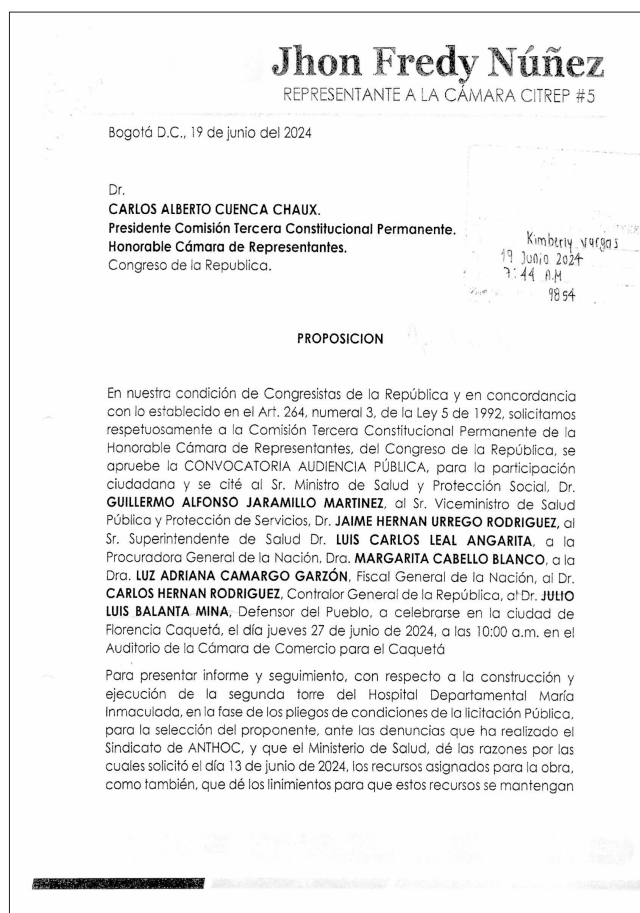 Jhon Fredy Núñez
REPRESENTANTE A LA CÁMARA CITREP #5
Bogotá D.C., 19 de junio del 2024
Dr.
CARLOS ALBERTO CUENCA CHAUX.
Presidente Comisión Tercera Constitucional Permanente.
Honorable Cámara de Representantes.
Congreso de la Republica.
Kimberly Vargas
19 Junio 2024
7:44 A.M
9854
PROPOSICION
En nuestra condición de Congresistas de la República y en concordancia
con lo establecido en el Art. 264, numeral 3, de la Ley 5 de 1992, solicitamos
respetuosamente a la Comisión Tercera Constitucional Permanente de la
Honorable Cámara de Representantes, del Congreso de la República, se
apruebe la CONVOCATORIA AUDIENCIA PÚBLICA, para la participación
ciudadana y se cité al Sr. Ministro de Salud y Protección Social, Dr.
GUILLERMO ALFONSO JARAMILLO MARTINEZ, al Sr. Viceministro de Salud
Pública y Protección de Servicios, Dr. JAIME HERNAN URREGO RODRIGUEZ, al
Sr. Superintendente de Salud Dr. LUIS CARLOS LEAL ANGARITA, a la
Procuradora General de la Nación, Dra. MARGARITA CABELLO BLANCO, a la
Dra. LUZ ADRIANA CAMARGO GARZÓN, Fiscal General de la Nación, al Dr.
CARLOS HERNAN RODRIGUEZ, Contralor General de la República, al Dr. JULIO
LUIS BALANTA MINA, Defensor del Pueblo, a celebrarse en la ciudad de
Florencia Caquetá, el día jueves 27 de junio de 2024, a las 10:00 a.m. en el
Auditorio de la Cámara de Comercio para el Caquetá
Para presentar informe y seguimiento, con respecto a la construcción y
ejecución de la segunda torre del Hospital Departamental María
Inmaculada, en la fase de los pliegos de condiciones de la licitación Pública,
para la selección del proponente, ante las denuncias que ha realizado el
Sindicato de ANTHOC, y que el Ministerio de Salud, dé las razones por las
cuales solicitó el día 13 de junio de 2024, los recursos asignados para la obra,
como también, que dé los linimientos para que estos recursos se mantengan